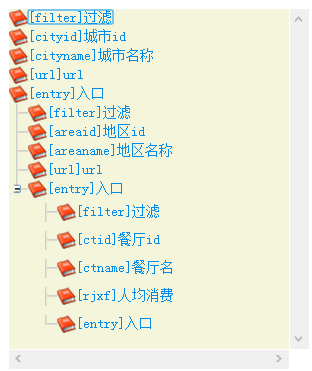 [filter]过滤
[cityid]城市id
[cityname]城市名称
[url]url
[entry]入口
[filter]过滤
[areaid]地区id
[areaname]地区名称
[url]url
[entry]入口
[filter]过滤
[ctid]餐厅id
[ctname]餐厅名
[rjxf]人均消费
[entry]入口